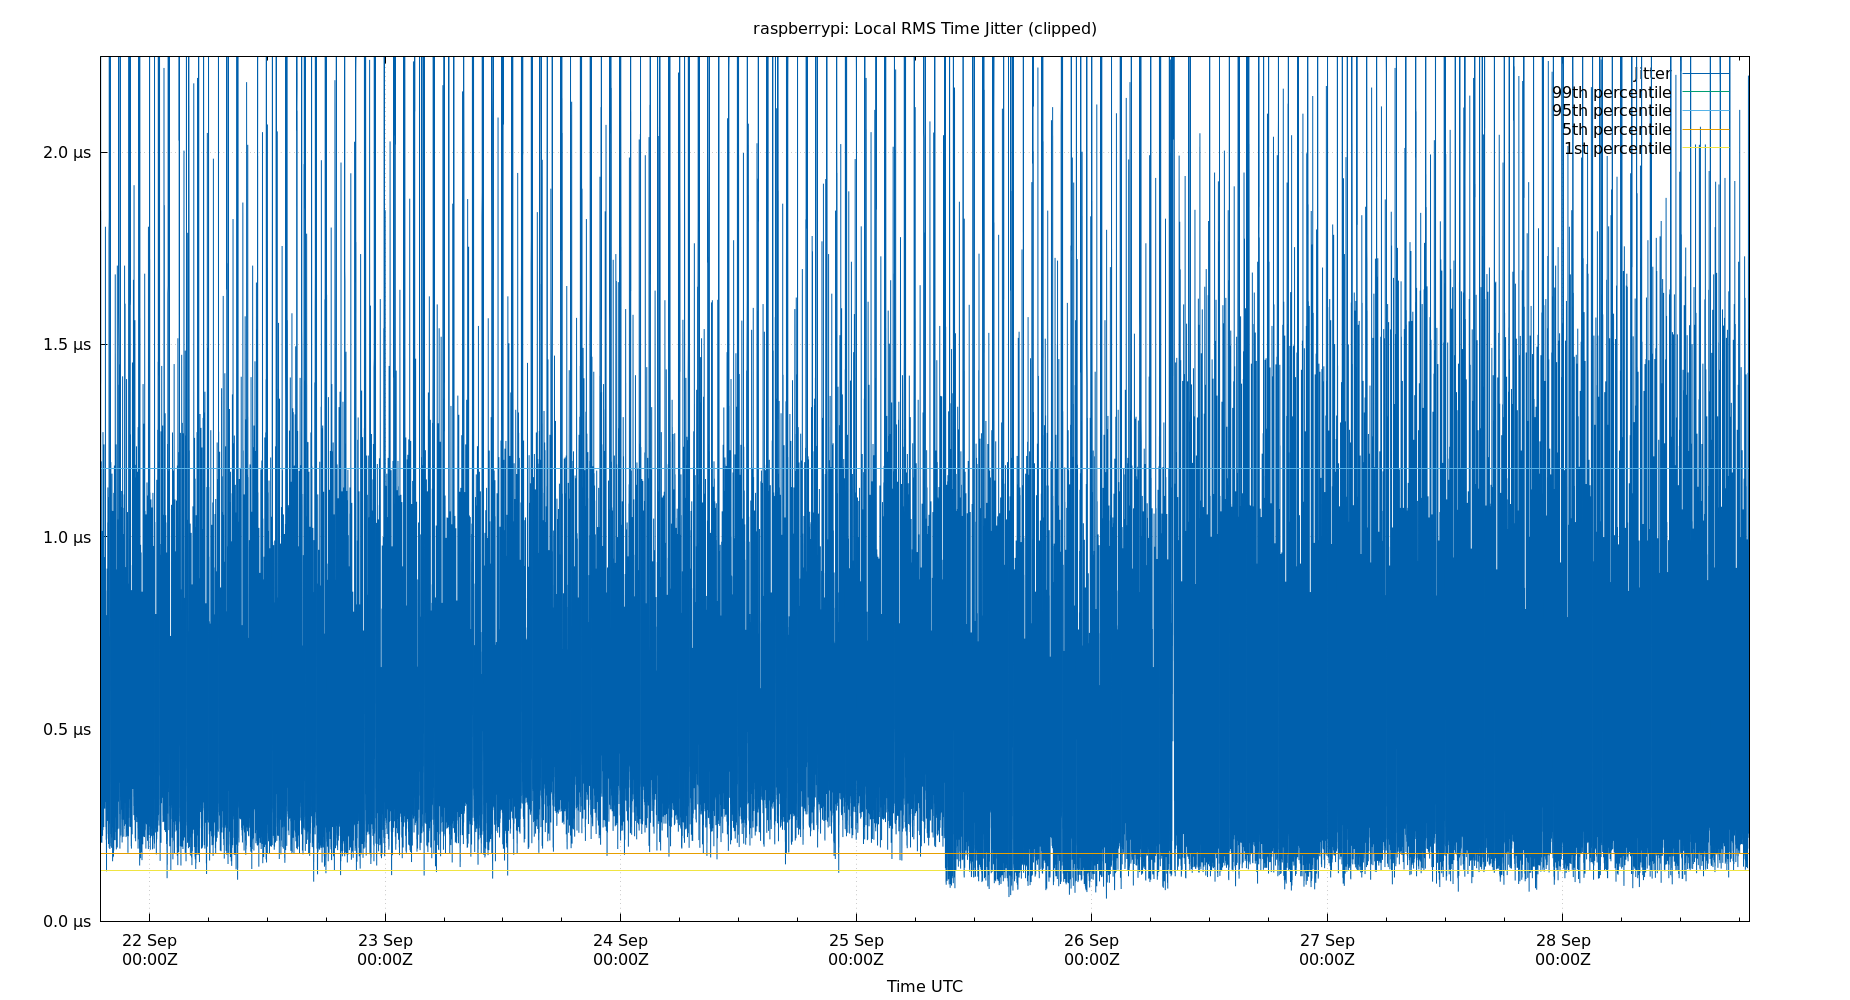 raspberrypi: Local RMS Time Jitter (clipped)
Jitter
99th percentile
95th percentile
5th percentile
1st percentile
2.0 µs
1.5 µs
1.0 µs
0.5 µs
0.0 µs
22 Sep 23 Sep 24 Sep 25 Sep 26 Sep 27 Sep 28 Sep
00:00Z 00:00Z 00:00Z 00:00Z 00:00Z 00:00Z 00:00Z
Time UTC